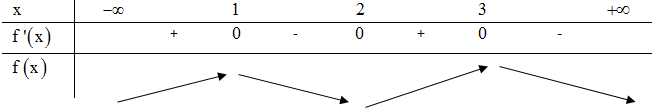 x −∞ 1 2 3 +∞
f '(x) + 0 - 0 + 0 -
f(x)